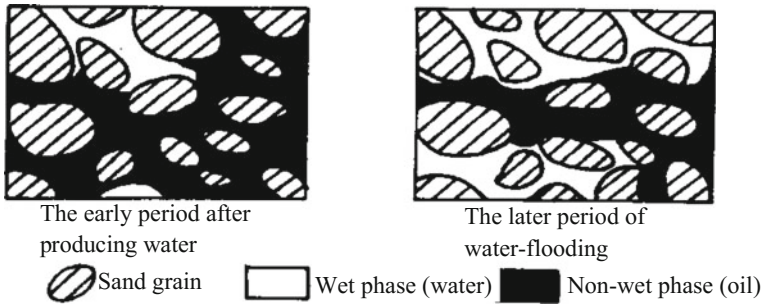 The early period after
producing water
The later period of
water-flooding
Sand grain
Wet phase (water)
Non-wet phase (oil)